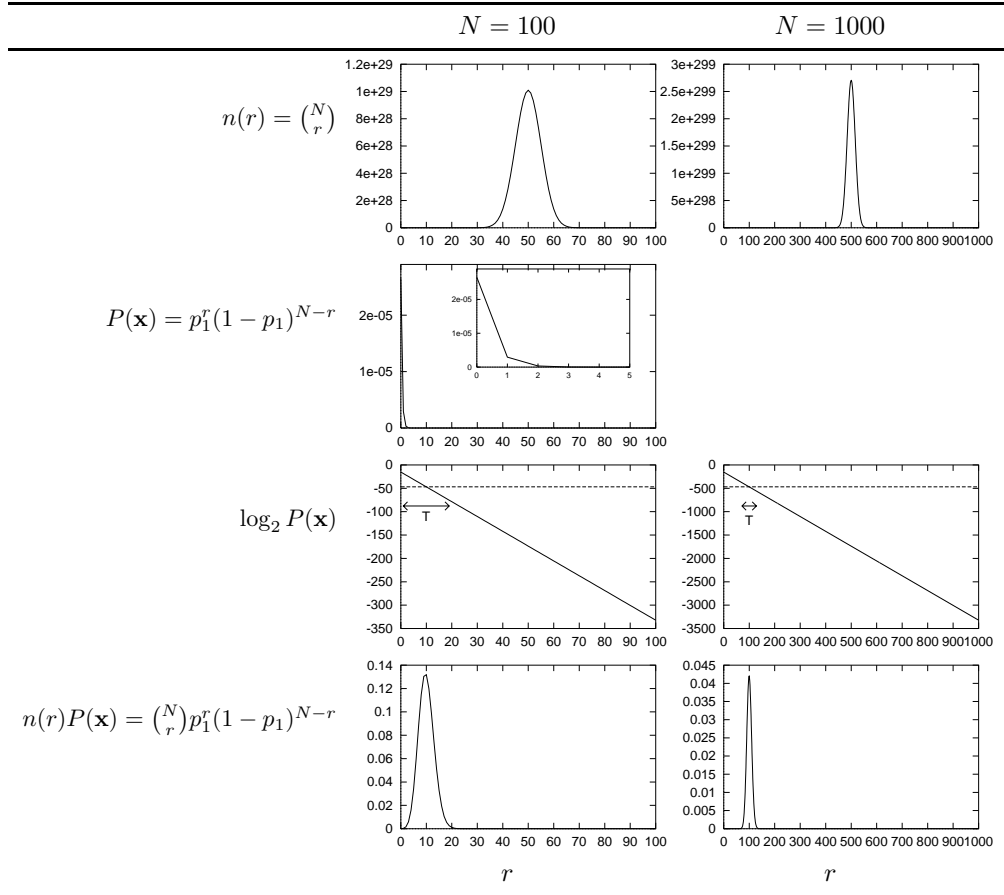 N = 100 N = 1000
n(r) = \binom{N}{r}
1.2e+29
1e+29
8e+28
6e+28
4e+28
2e+28
0
0 10 20 30 40 50 60 70 80 90 100
3e+299
2.5e+299
2e+299
1.5e+299
1e+299
5e+298
0
0 100 200 300 400 500 600 700 800 900 1000
P(x) = p_1^r(1 − p_1)^{N−r}
2e-05
1e-05
0
0 10 20 30 40 50 60 70 80 90 100
2e-05
1e-05
0
0 1 2 3 4 5
log_2 P(x)
0
-50
-100
-150
-200
-250
-300
-350
T
0 10 20 30 40 50 60 70 80 90 100
0
-500
-1000
-1500
-2000
-2500
-3000
-3500
T
0 100 200 300 400 500 600 700 800 900 1000
n(r)P(x) = \binom{N}{r}p_1^r(1 − p_1)^{N−r}
0.14
0.12
0.1
0.08
0.06
0.04
0.02
0
0 10 20 30 40 50 60 70 80 90 100
0.045
0.04
0.035
0.03
0.025
0.02
0.015
0.01
0.005
0
0 100 200 300 400 500 600 700 800 900 1000
r r